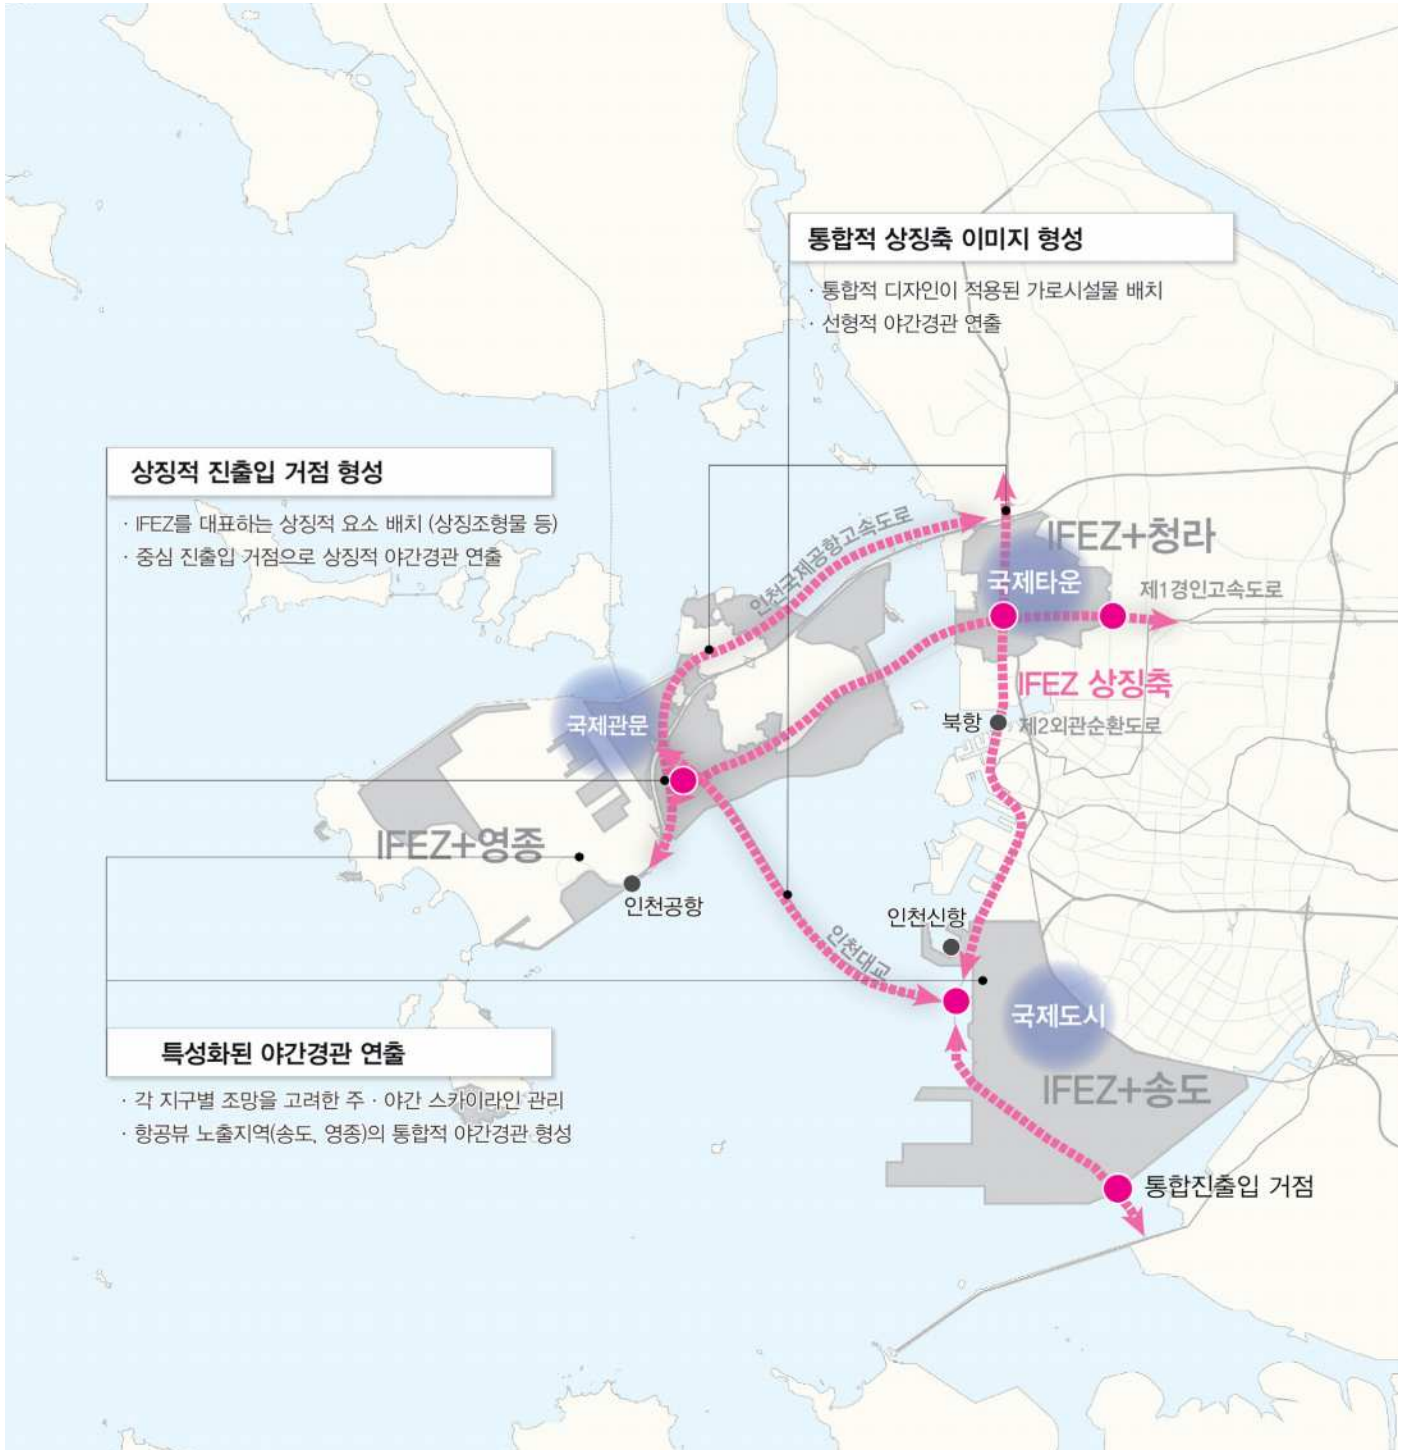 통합적 상징축 이미지 형성
· 통합적 디자인이 적용된 가로시설물 배치
· 선형적 야간경관 연출
상징적 진출입 거점 형성
· IFEZ를 대표하는 상징적 요소 배치 (상징조형물 등)
· 중심 진출입 거점으로 상징적 야간경관 연출
인천국제공항고속도로
IFEZ+청라
국제타운
제1경인고속도로
IFEZ 상징축
국제관문
북항
제2외관순환도로
IFEZ+영종
인천공항
인천신항
인천대교
국제도시
특성화된 야간경관 연출
· 각 지구별 조망을 고려한 주 · 야간 스카이라인 관리
· 항공뷰 노출지역(송도, 영종)의 통합적 야간경관 형성
IFEZ+송도
통합진출입 거점